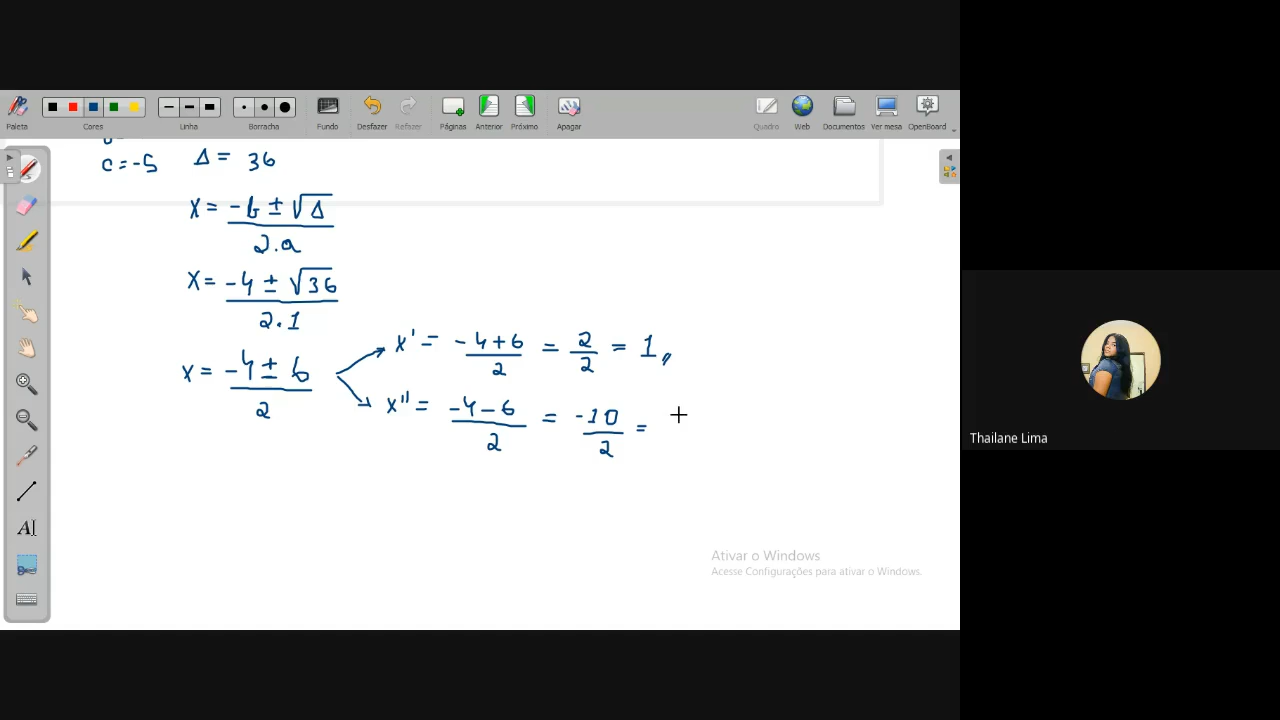 Paleta Cores Linha Borracha Fundo Desfazer Refazer Páginas Anterior Próximo Apagar Quadro Web Documentos Ver mesa OpenBoard
c = -5 Δ = 36
x = -b ± √Δ / 2.a
x = -4 ± √36 / 2.1
x' = -4+6 / 2 = 2/2 = 1,,
x = -4 ± 6 / 2
x'' = -4-6 / 2 = -10/2 =
A
Thailane Lima
Ativar o Windows
Acesse Configurações para ativar o Windows.